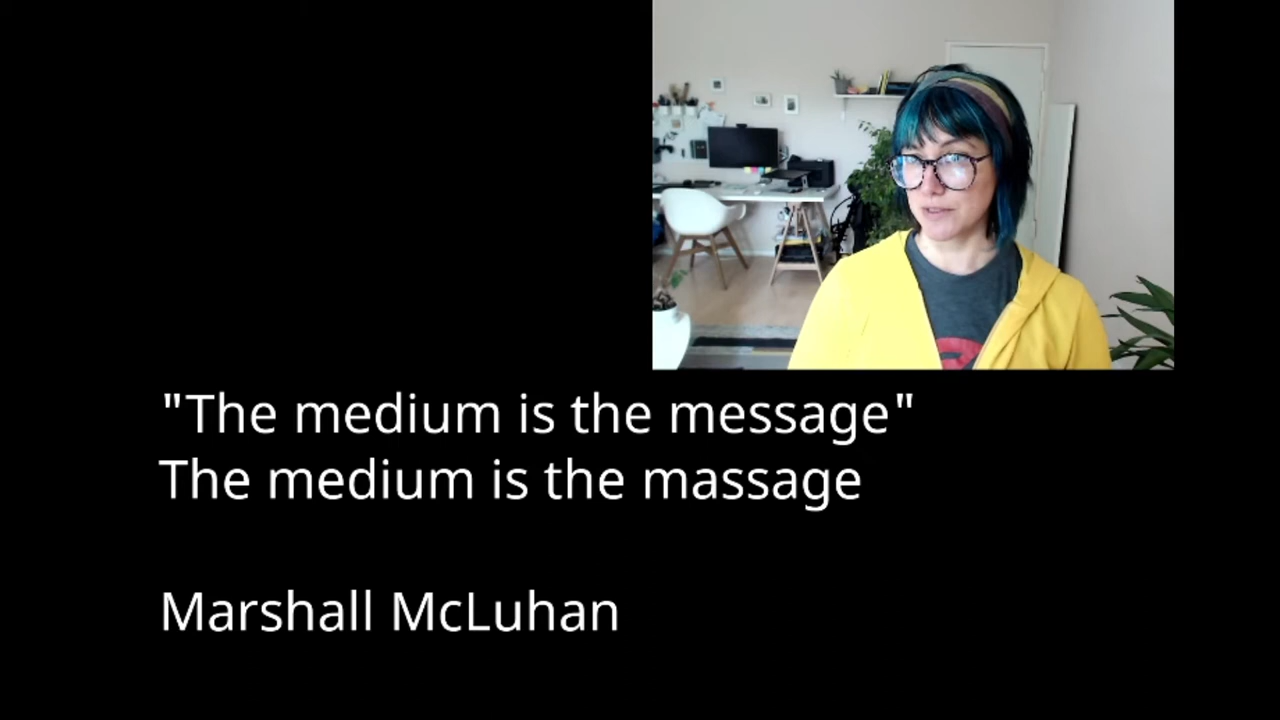 "The medium is the message"
The medium is the massage
Marshall McLuhan